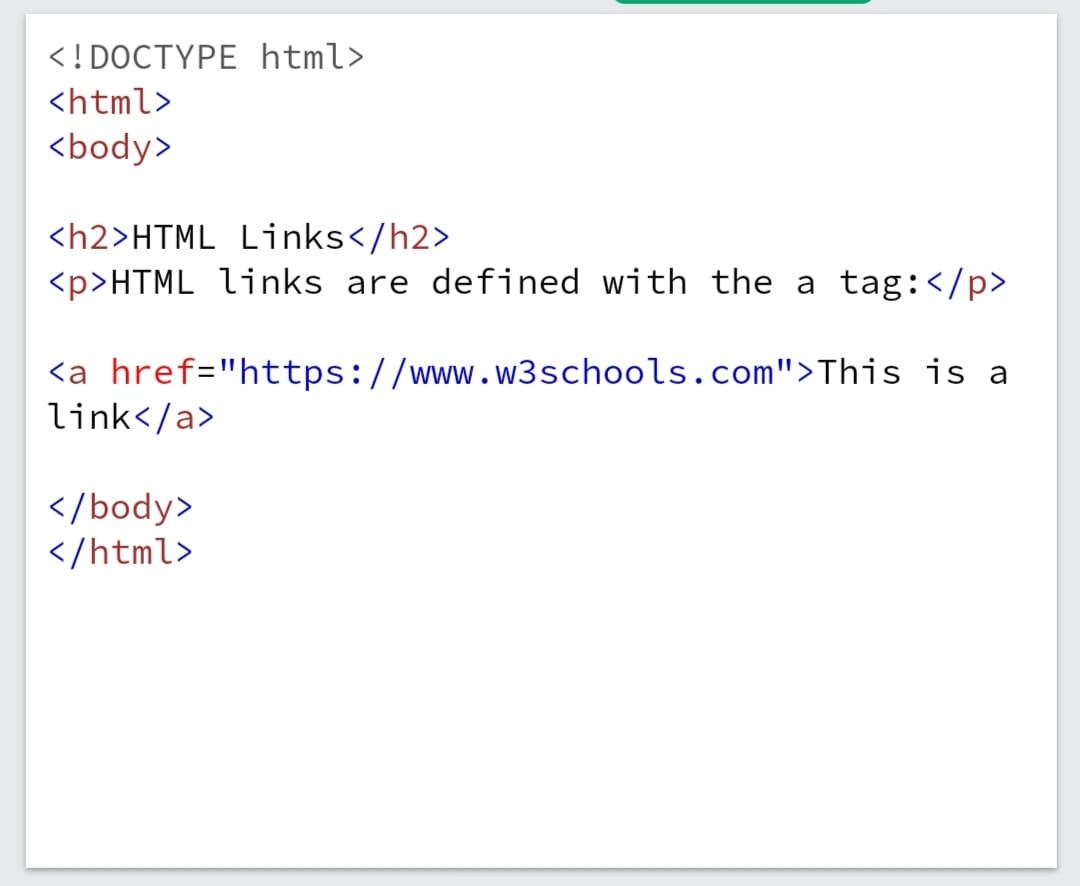 <!DOCTYPE html>
<html>
<body>
<h2>HTML Links</h2>
<p>HTML links are defined with the a tag:</p>
<a href="https://www.w3schools.com">This is a
link</a>
</body>
</html>